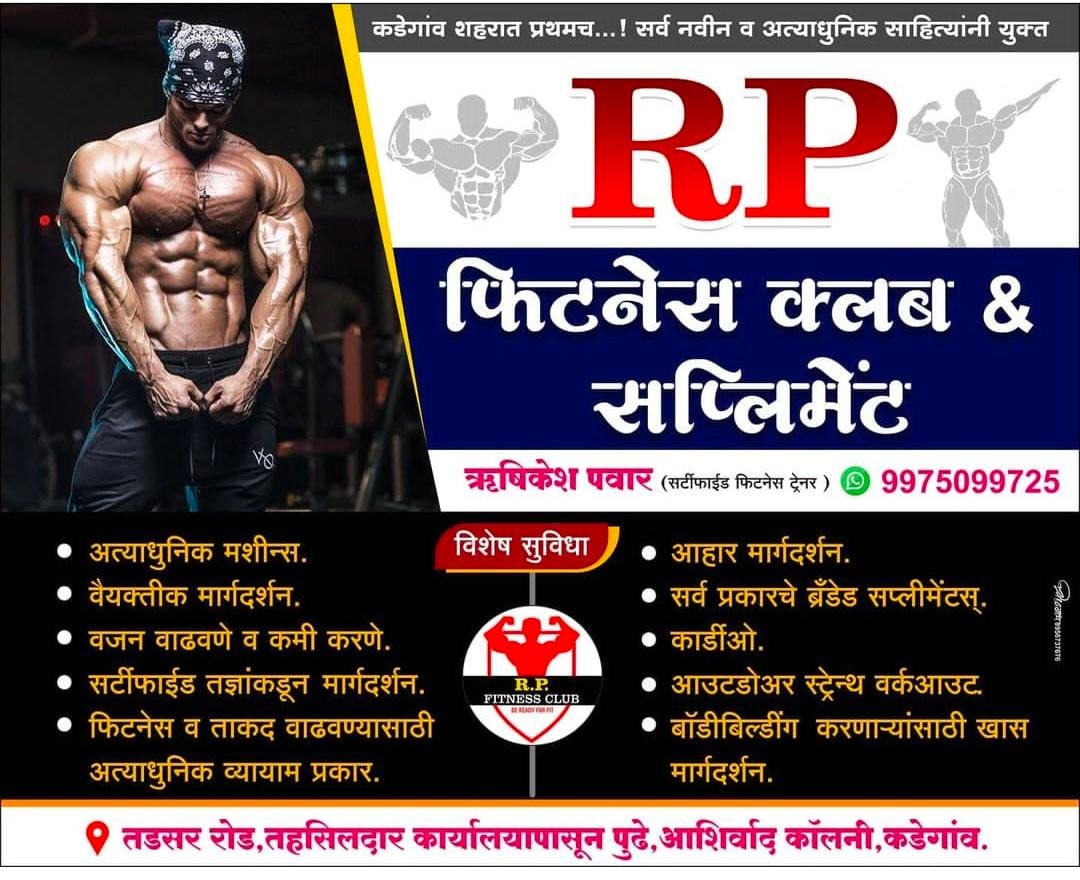 कडेगांव शहरात प्रथमच...! सर्व नवीन व अत्याधुनिक साहित्यांनी युक्त
RP
फिटनेस क्लब &
सप्लिमेंट
ऋषिकेश पवार (सर्टीफाईड फिटनेस ट्रेनर ) 9975099725
विशेष सुविधा
• अत्याधुनिक मशीन्स.
• वैयक्तीक मार्गदर्शन.
• वजन वाढवणे व कमी करणे.
• सर्टीफाईड तज्ञांकडून मार्गदर्शन.
• फिटनेस व ताकद वाढवण्यासाठी
अत्याधुनिक व्यायाम प्रकार.
R.P.
FITNESS CLUB
BE READY FOR FIT
• आहार मार्गदर्शन.
• सर्व प्रकारचे ब्रँडेड सप्लीमेंटस्.
• कार्डीओ.
• आउटडोअर स्ट्रेन्थ वर्कआउट.
• बॉडीबिल्डींग करणाऱ्यांसाठी खास
मार्गदर्शन.
तडसर रोड,तहसिलदार कार्यालयापासून पुढे,आशिर्वाद कॉलनी,कडेगांव.